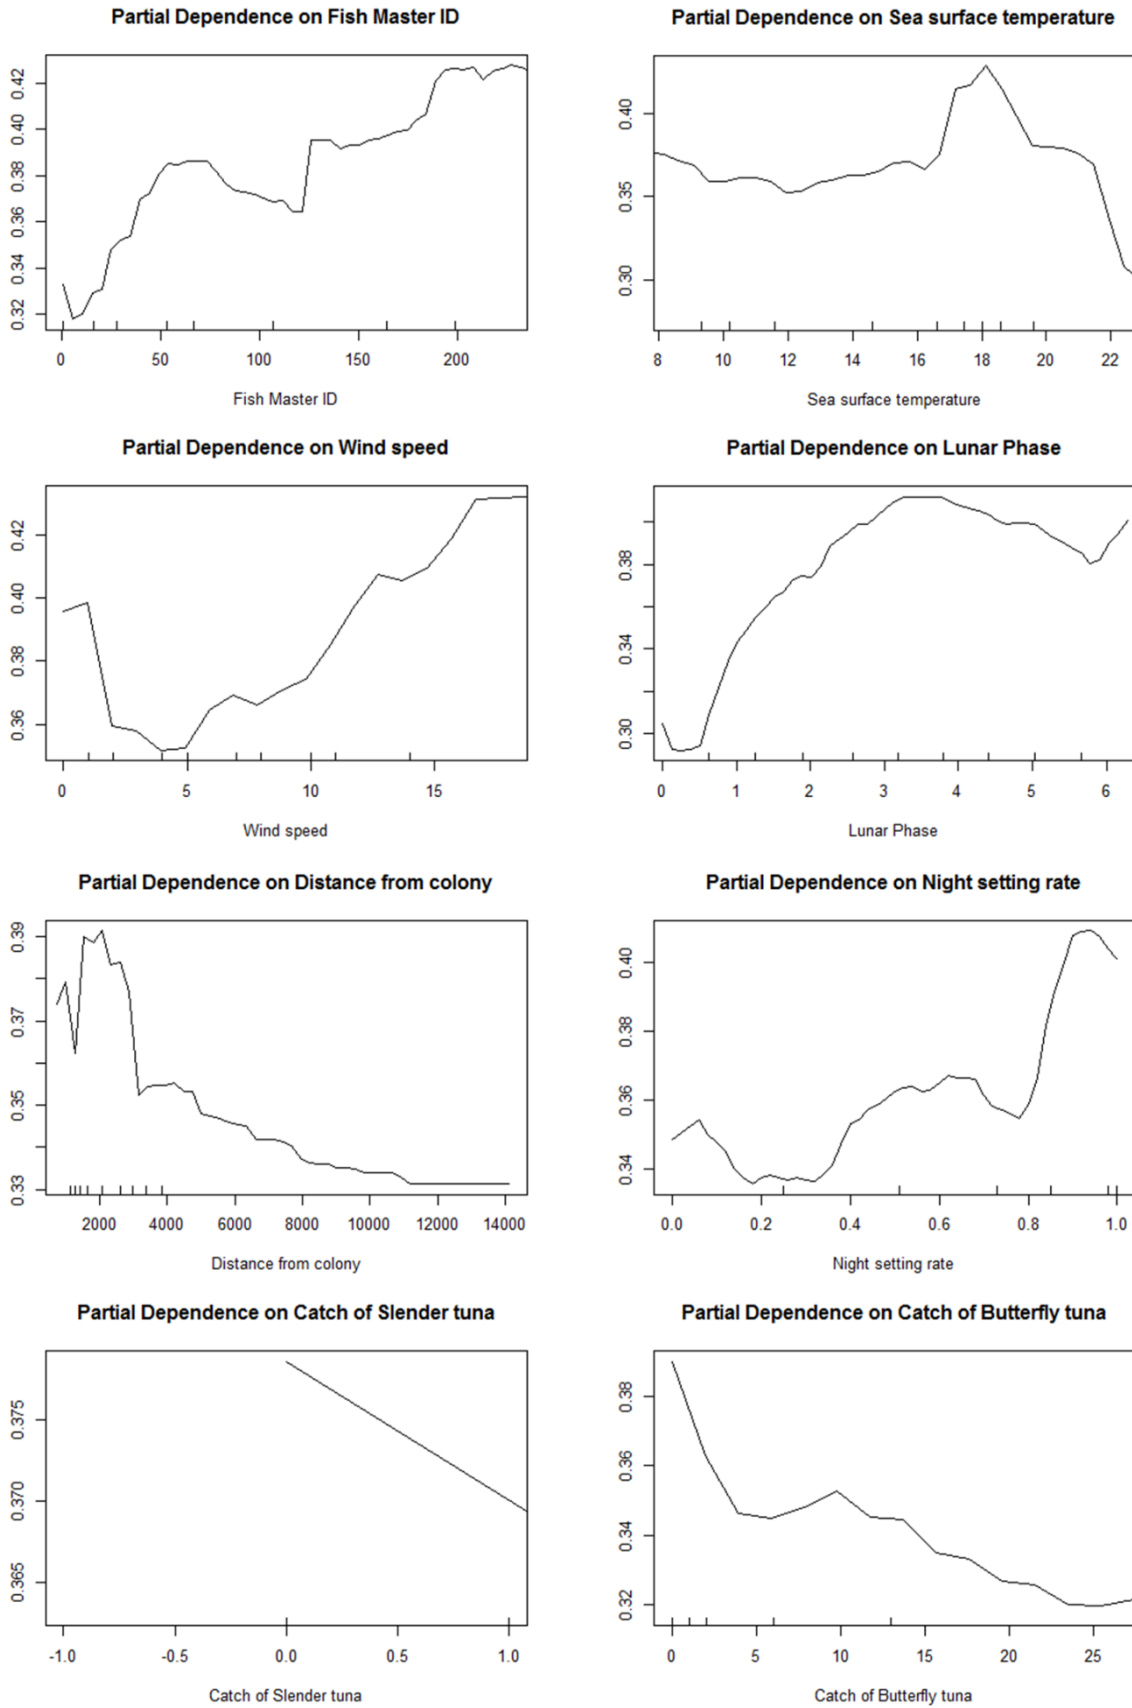 Partial Dependence on Fish Master ID
0.32 0.34 0.36 0.38 0.40 0.42
0 50 100 150 200
Fish Master ID
Partial Dependence on Sea surface temperature
0.30 0.35 0.40
8 10 12 14 16 18 20 22
Sea surface temperature
Partial Dependence on Wind speed
0.36 0.38 0.40 0.42
0 5 10 15
Wind speed
Partial Dependence on Lunar Phase
0.30 0.34 0.38
0 1 2 3 4 5 6
Lunar Phase
Partial Dependence on Distance from colony
0.33 0.35 0.37 0.39
2000 4000 6000 8000 10000 12000 14000
Distance from colony
Partial Dependence on Night setting rate
0.34 0.36 0.38 0.40
0.0 0.2 0.4 0.6 0.8 1.0
Night setting rate
Partial Dependence on Catch of Slender tuna
0.365 0.370 0.375
-1.0 -0.5 0.0 0.5 1.0
Catch of Slender tuna
Partial Dependence on Catch of Butterfly tuna
0.32 0.34 0.36 0.38
0 5 10 15 20 25
Catch of Butterfly tuna